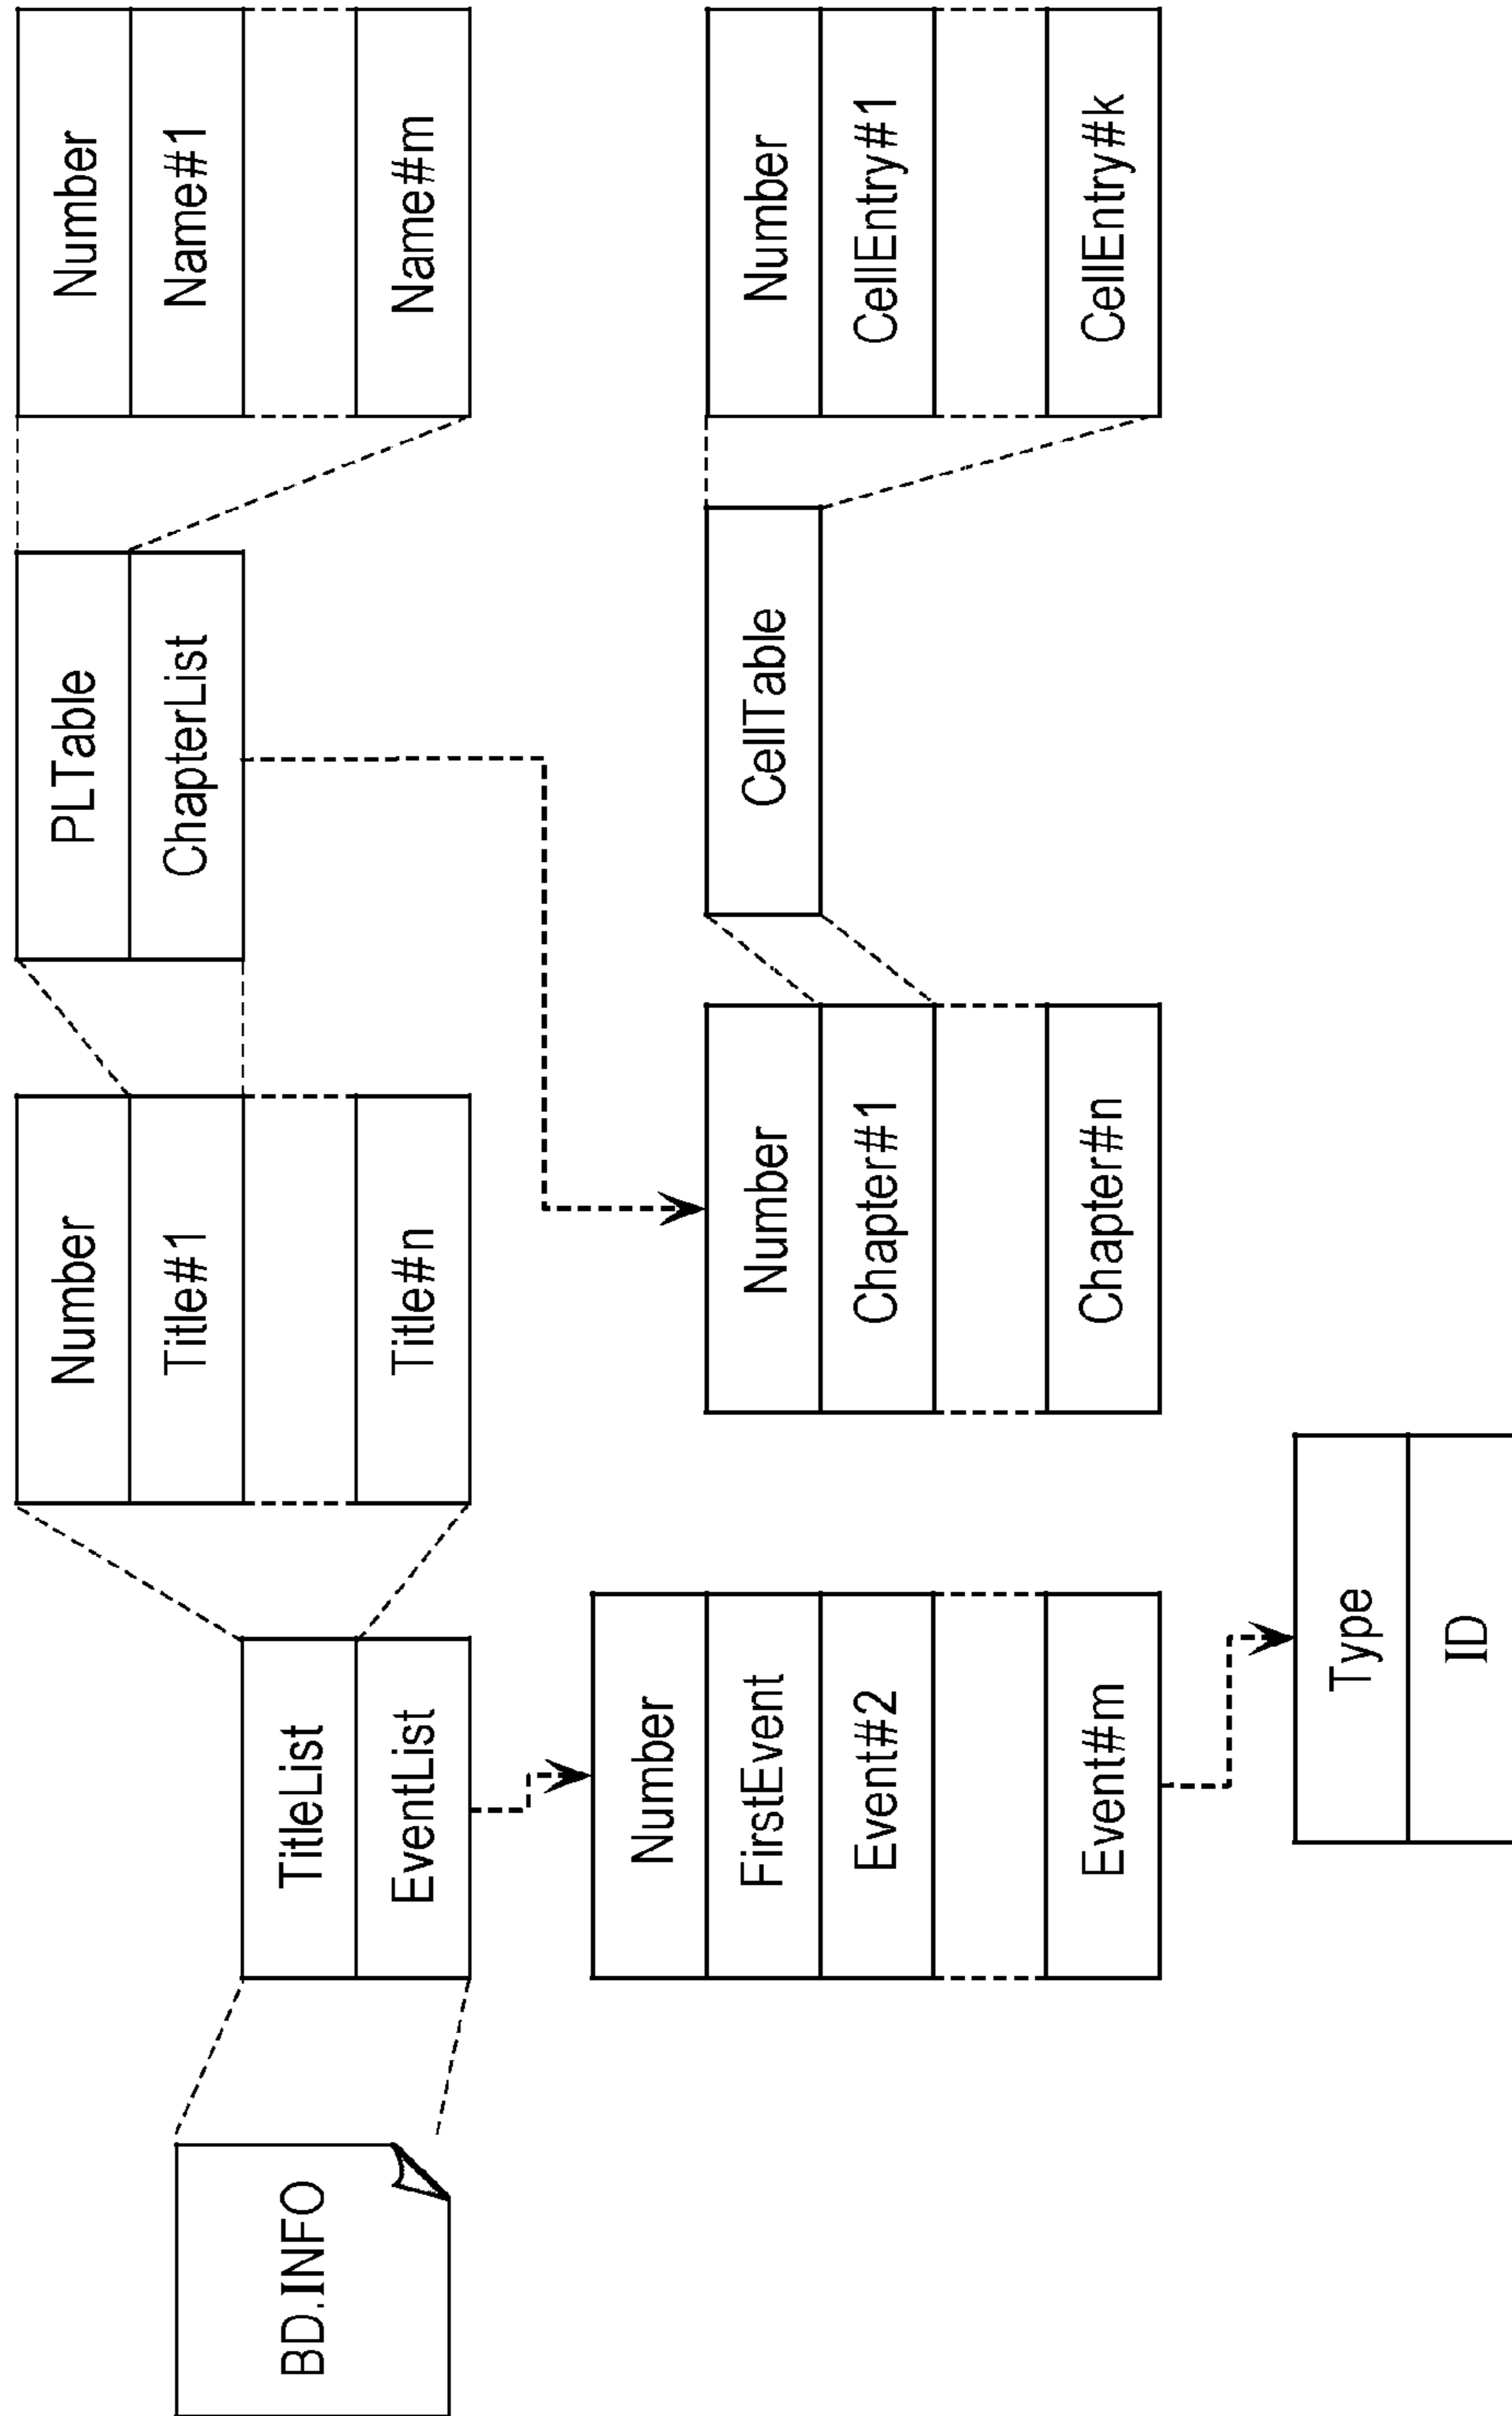 BD.INFO
TitleList
EventList
Number
Title#1
Title#n
PLTable
ChapterList
Number
Name#1
Name#m
Number
FirstEvent
Event#2
Event#m
Type
ID
Number
Chapter#1
Chapter#n
CellTable
Number
CellEntry#1
CellEntry#k